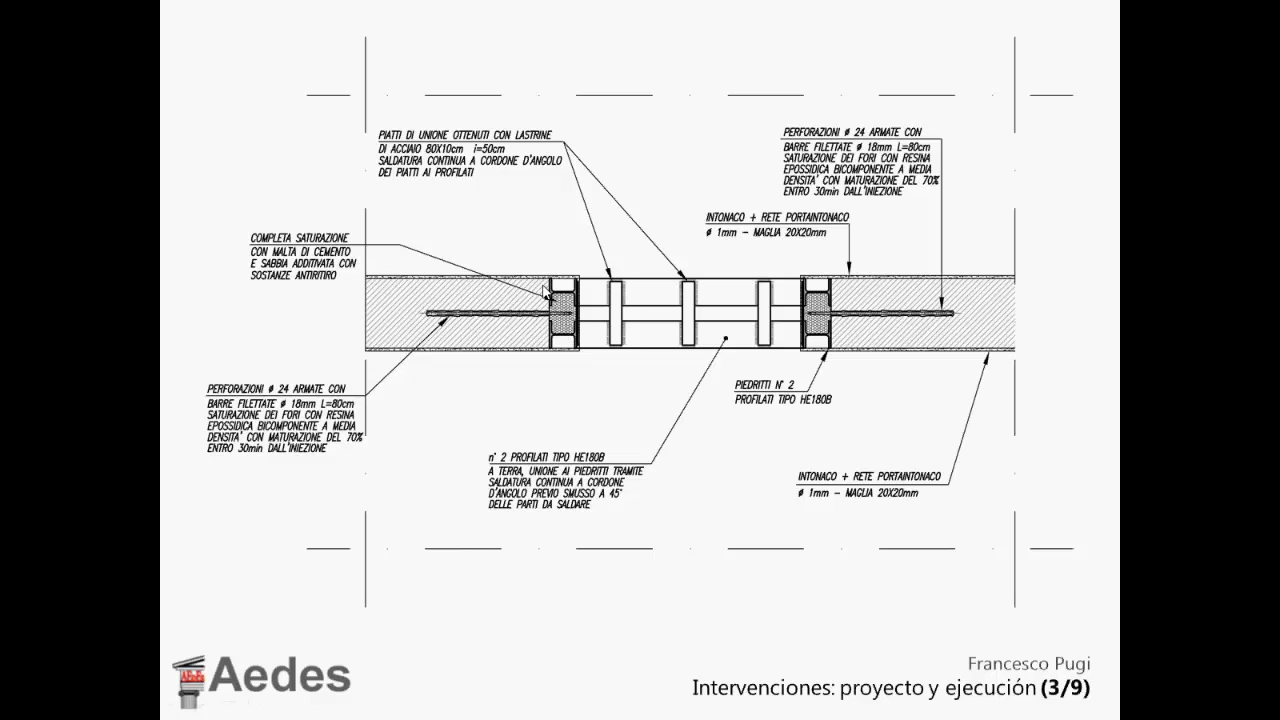 PIATTI DI UNIONE OTTENUTI CON LASTRINE
DI ACCIAIO 80X10cm i=50cm
SALDATURA CONTINUA A CORDONE D'ANGOLO
DEI PIATTI AI PROFILATI
PERFORAZIONI ø 24 ARMATE CON
BARRE FILETTATE ø 18mm L=80cm
SATURAZIONE DEI FORI CON RESINA
EPOSSIDICA BICOMPONENTE A MEDIA
DENSITA' CON MATURAZIONE DEL 70%
ENTRO 30min DALL'INIEZIONE
INTONACO + RETE PORTAINTONACO
ø 1mm - MAGLIA 20X20mm
COMPLETA SATURAZIONE
CON MALTA DI CEMENTO
E SABBIA ADDITIVATA CON
SOSTANZE ANTIRITIRO
PERFORAZIONI ø 24 ARMATE CON
BARRE FILETTATE ø 18mm L=80cm
SATURAZIONE DEI FORI CON RESINA
EPOSSIDICA BICOMPONENTE A MEDIA
DENSITA' CON MATURAZIONE DEL 70%
ENTRO 30min DALL'INIEZIONE
PIEDRITTI N° 2
PROFILATI TIPO HE180B
n° 2 PROFILATI TIPO HE180B
A TERRA, UNIONE AI PIEDRITTI TRAMITE
SALDATURA CONTINUA A CORDONE
D'ANGOLO PREVIO SMUSSO A 45°
DELLE PARTI DA SALDARE
INTONACO + RETE PORTAINTONACO
ø 1mm - MAGLIA 20X20mm
Aedes
Francesco Pugi
Intervenciones: proyecto y ejecución (3/9)